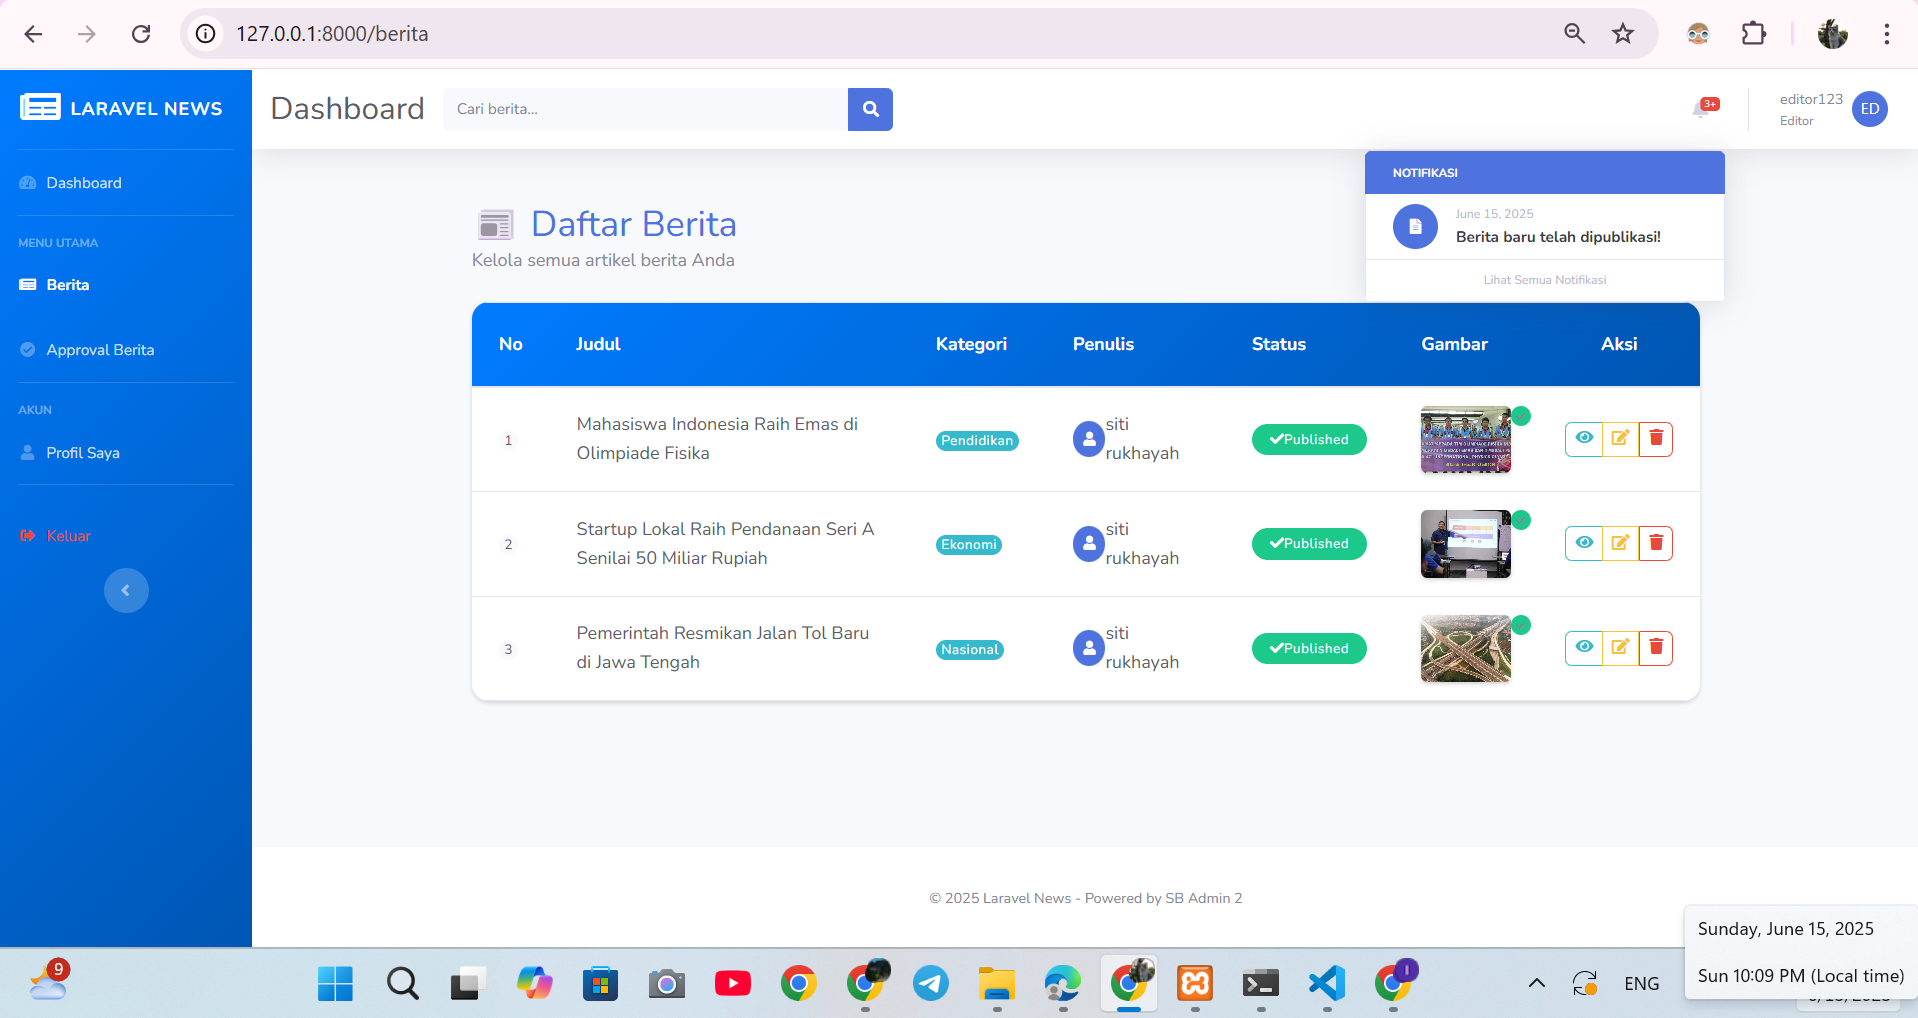 127.0.0.1:8000/berita
LARAVEL NEWS
Dashboard
Cari berita...
3+
editor123
Editor
ED
Dashboard
MENU UTAMA
Berita
Approval Berita
AKUN
Profil Saya
Keluar
NOTIFIKASI
June 15, 2025
Berita baru telah dipublikasi!
Lihat Semua Notifikasi
Daftar Berita
Kelola semua artikel berita Anda
No Judul Kategori Penulis Status Gambar Aksi
1 Mahasiswa Indonesia Raih Emas di
Olimpiade Fisika
Pendidikan
siti
rukhayah
Published
2 Startup Lokal Raih Pendanaan Seri A
Senilai 50 Miliar Rupiah
Ekonomi
siti
rukhayah
Published
3 Pemerintah Resmikan Jalan Tol Baru
di Jawa Tengah
Nasional
siti
rukhayah
Published
© 2025 Laravel News - Powered by SB Admin 2
Sunday, June 15, 2025
Sun 10:09 PM (Local time)
9
ENG